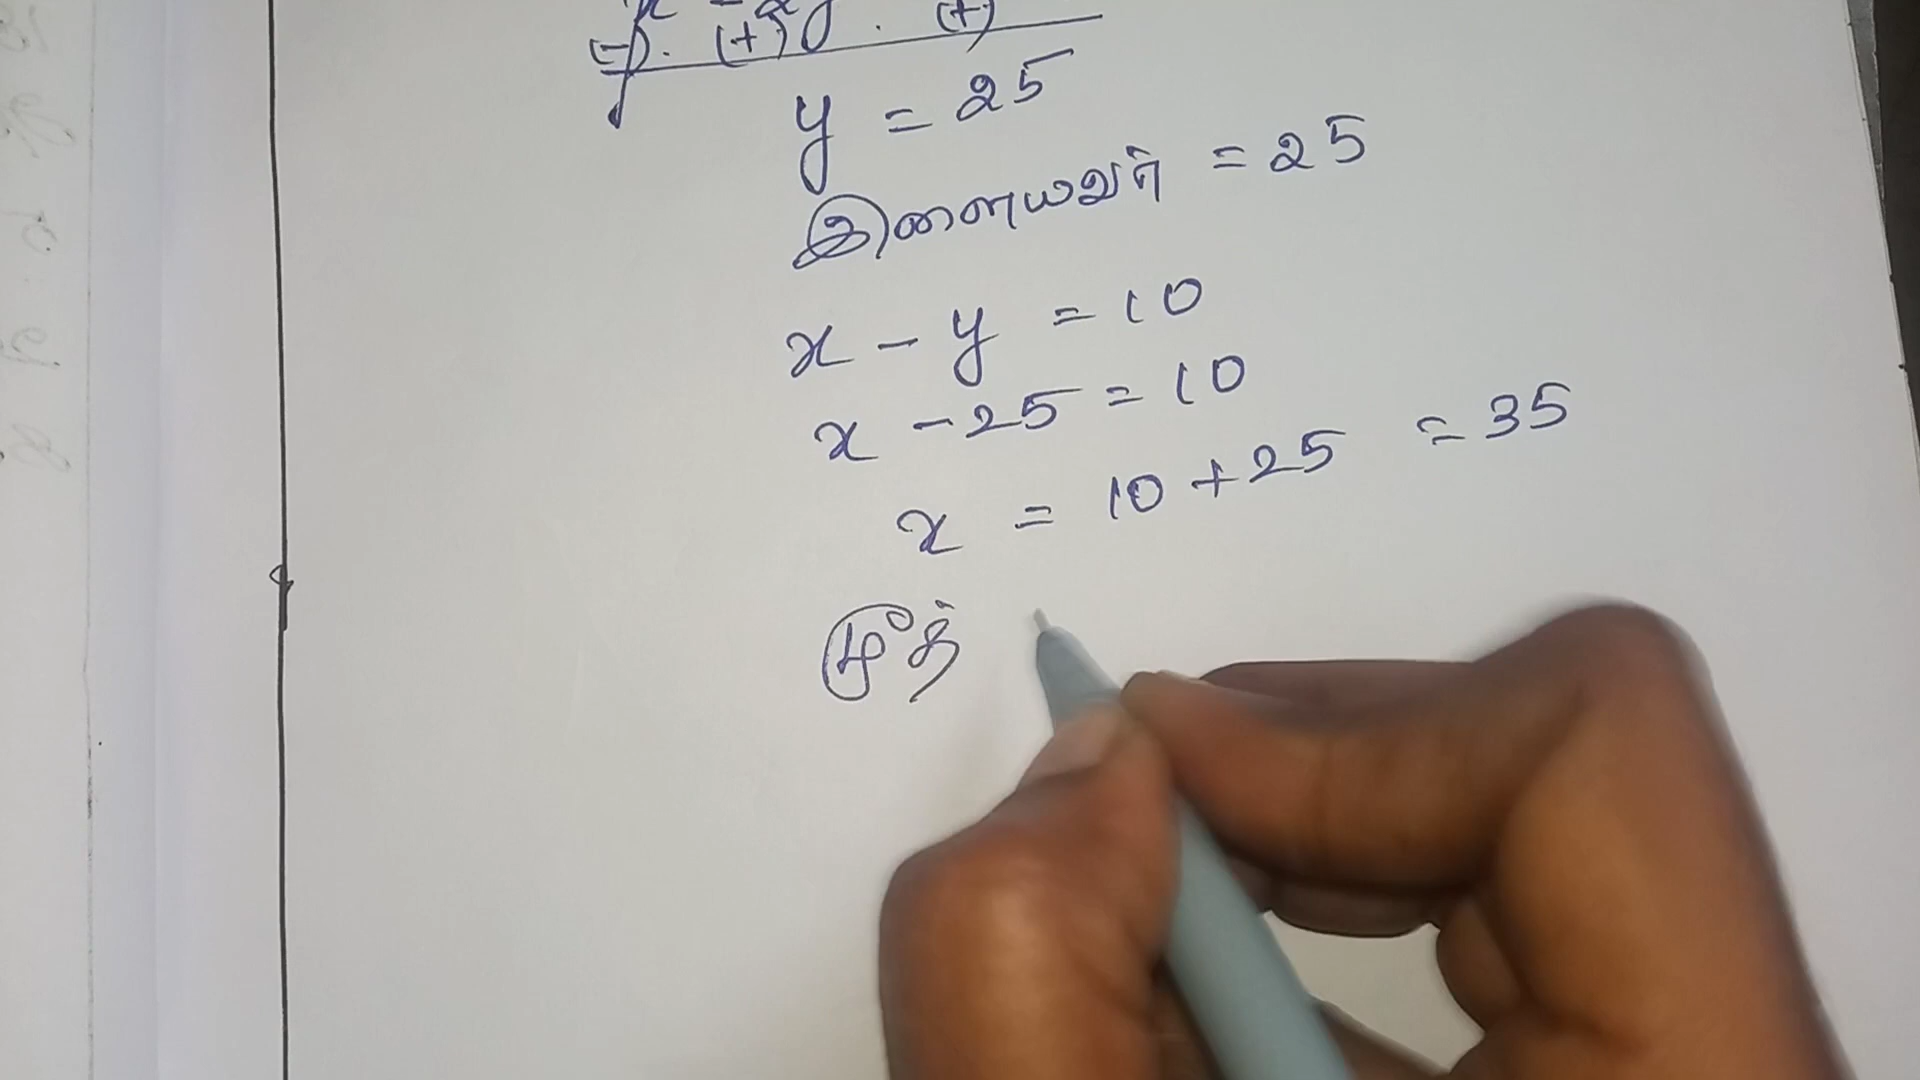 (-). (+) . (+)
y = 25
இளையவர் = 25
x - y = 10
x - 25 = 10
x = 10 + 25 = 35
மூத்